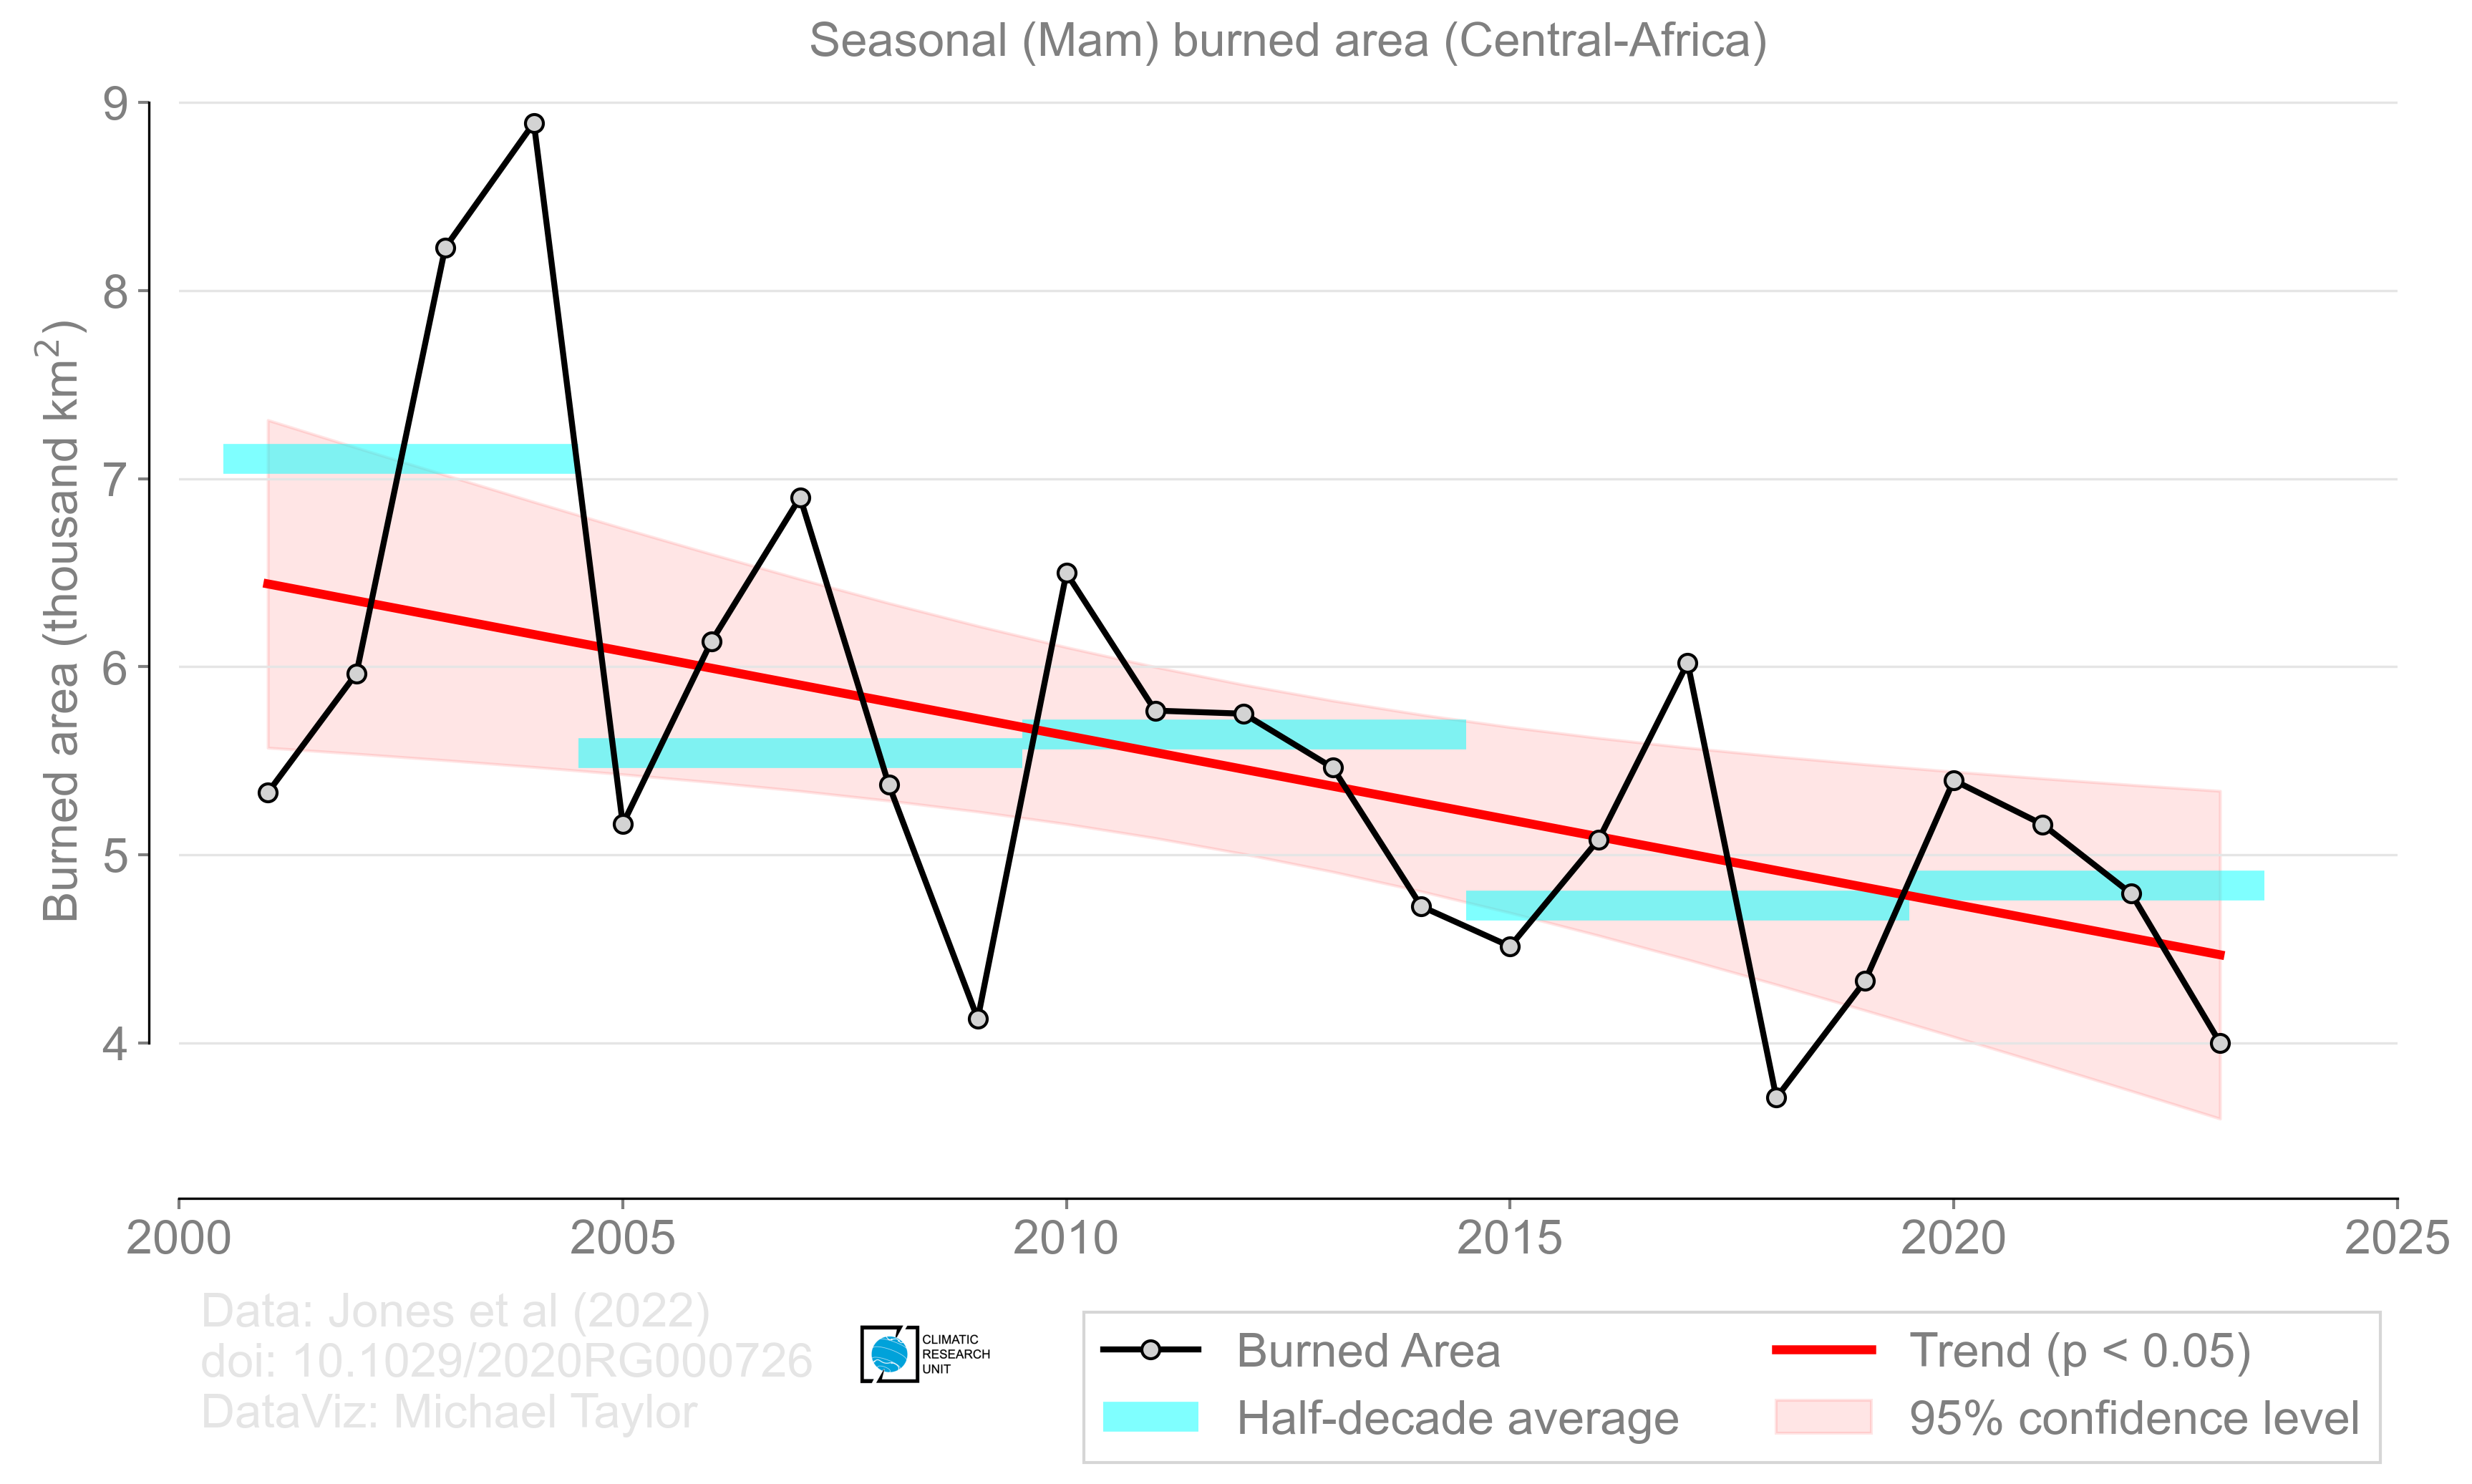 Seasonal (Mam) burned area (Central-Africa)
Burned area (thousand km²)
9
8
7
6
5
4
2000 2005 2010 2015 2020 2025
Data: Jones et al (2022)
doi: 10.1029/2020RG000726
DataViz: Michael Taylor
CLIMATIC
RESEARCH
UNIT
Burned Area
Half-decade average
Trend (p < 0.05)
95% confidence level